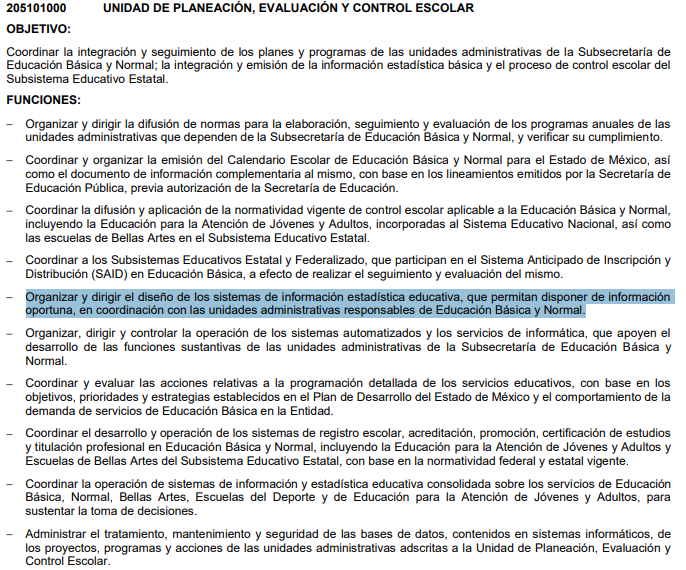 205101000 UNIDAD DE PLANEACIÓN, EVALUACIÓN Y CONTROL ESCOLAR
OBJETIVO:
Coordinar la integración y seguimiento de los planes y programas de las unidades administrativas de la Subsecretaría de
Educación Básica y Normal; la integración y emisión de la información estadística básica y el proceso de control escolar del
Subsistema Educativo Estatal.
FUNCIONES:
– Organizar y dirigir la difusión de normas para la elaboración, seguimiento y evaluación de los programas anuales de las
unidades administrativas que dependen de la Subsecretaría de Educación Básica y Normal, y verificar su cumplimiento.
– Coordinar y organizar la emisión del Calendario Escolar de Educación Básica y Normal para el Estado de México, así
como el documento de información complementaria al mismo, con base en los lineamientos emitidos por la Secretaría de
Educación Pública, previa autorización de la Secretaría de Educación.
– Coordinar la difusión y aplicación de la normatividad vigente de control escolar aplicable a la Educación Básica y Normal,
incluyendo la Educación para la Atención de Jóvenes y Adultos, incorporadas al Sistema Educativo Nacional, así como
las escuelas de Bellas Artes en el Subsistema Educativo Estatal.
– Coordinar a los Subsistemas Educativos Estatal y Federalizado, que participan en el Sistema Anticipado de Inscripción y
Distribución (SAID) en Educación Básica, a efecto de realizar el seguimiento y evaluación del mismo.
– Organizar y dirigir el diseño de los sistemas de información estadística educativa, que permitan disponer de información
oportuna, en coordinación con las unidades administrativas responsables de Educación Básica y Normal.
– Organizar, dirigir y controlar la operación de los sistemas automatizados y los servicios de informática, que apoyen el
desarrollo de las funciones sustantivas de las unidades administrativas de la Subsecretaría de Educación Básica y
Normal.
– Coordinar y evaluar las acciones relativas a la programación detallada de los servicios educativos, con base en los
objetivos, prioridades y estrategias establecidos en el Plan de Desarrollo del Estado de México y el comportamiento de la
demanda de servicios de Educación Básica en la Entidad.
– Coordinar el desarrollo y operación de los sistemas de registro escolar, acreditación, promoción, certificación de estudios
y titulación profesional en Educación Básica y Normal, incluyendo la Educación para la Atención de Jóvenes y Adultos y
Escuelas de Bellas Artes del Subsistema Educativo Estatal, con base en la normatividad federal y estatal vigente.
– Coordinar la operación de sistemas de información y estadística educativa consolidada sobre los servicios de Educación
Básica, Normal, Bellas Artes, Escuelas del Deporte y de Educación para la Atención de Jóvenes y Adultos, para
sustentar la toma de decisiones.
– Administrar el tratamiento, mantenimiento y seguridad de las bases de datos, contenidos en sistemas informáticos, de
los proyectos, programas y acciones de las unidades administrativas adscritas a la Unidad de Planeación, Evaluación y
Control Escolar.